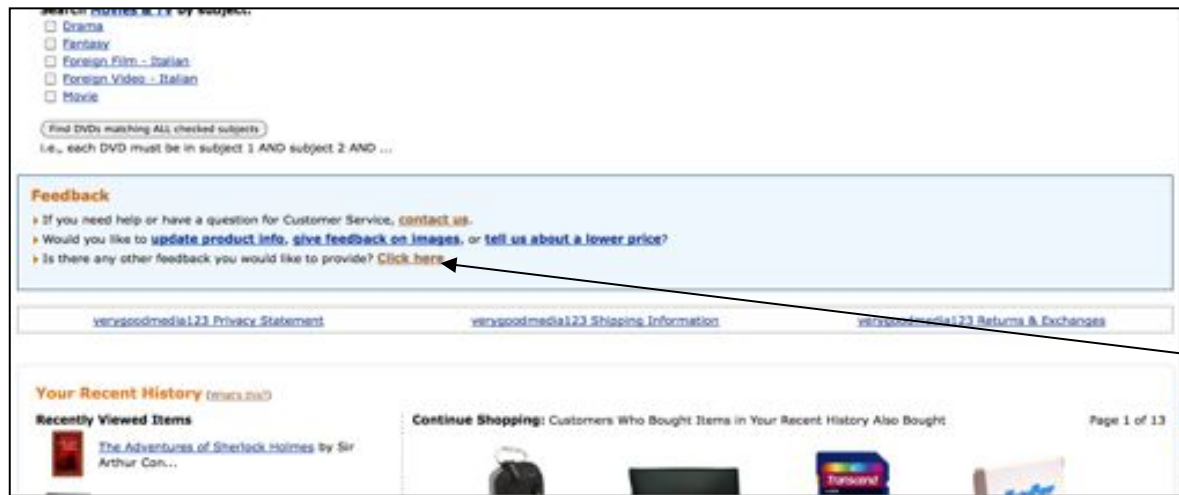 Search Movies & TV by subject:
Drama
Fantasy
Foreign Film - Italian
Foreign Video - Italian
Movie
Find DVDs matching ALL checked subjects
i.e., each DVD must be in subject 1 AND subject 2 AND ...
Feedback
If you need help or have a question for Customer Service, contact us.
Would you like to update product info, give feedback on images, or tell us about a lower price?
Is there any other feedback you would like to provide? Click here
verygoodmedia123 Privacy Statement verygoodmedia123 Shipping Information verygoodmedia123 Returns & Exchanges
Your Recent History (What's this?)
Recently Viewed Items
The Adventures of Sherlock Holmes by Sir
Arthur Con...
Continue Shopping: Customers Who Bought Items in Your Recent History Also Bought
Page 1 of 13
Transcend